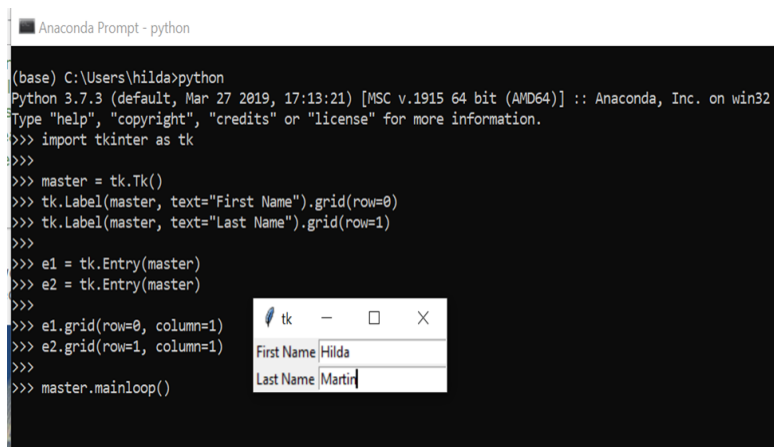 Anaconda Prompt - python
(base) C:\Users\hilda>python
Python 3.7.3 (default, Mar 27 2019, 17:13:21) [MSC v.1915 64 bit (AMD64)] :: Anaconda, Inc. on win32
Type "help", "copyright", "credits" or "license" for more information.
>>> import tkinter as tk
>>>
>>> master = tk.Tk()
>>> tk.Label(master, text="First Name").grid(row=0)
>>> tk.Label(master, text="Last Name").grid(row=1)
>>>
>>> e1 = tk.Entry(master)
>>> e2 = tk.Entry(master)
>>>
>>> e1.grid(row=0, column=1)
>>> e2.grid(row=1, column=1)
>>>
>>> master.mainloop()
tk
First Name Hilda
Last Name Martin